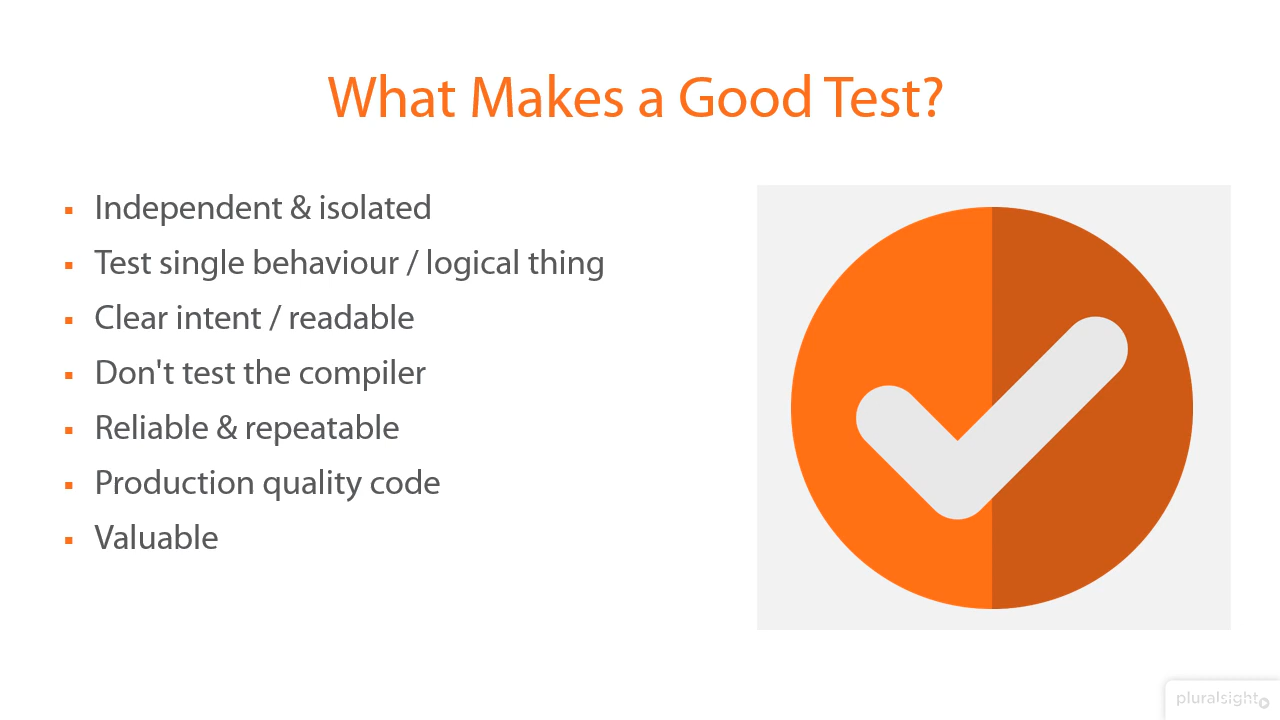 What Makes a Good Test?
Independent & isolated
Test single behaviour / logical thing
Clear intent / readable
Don't test the compiler
Reliable & repeatable
Production quality code
Valuable
pluralsight